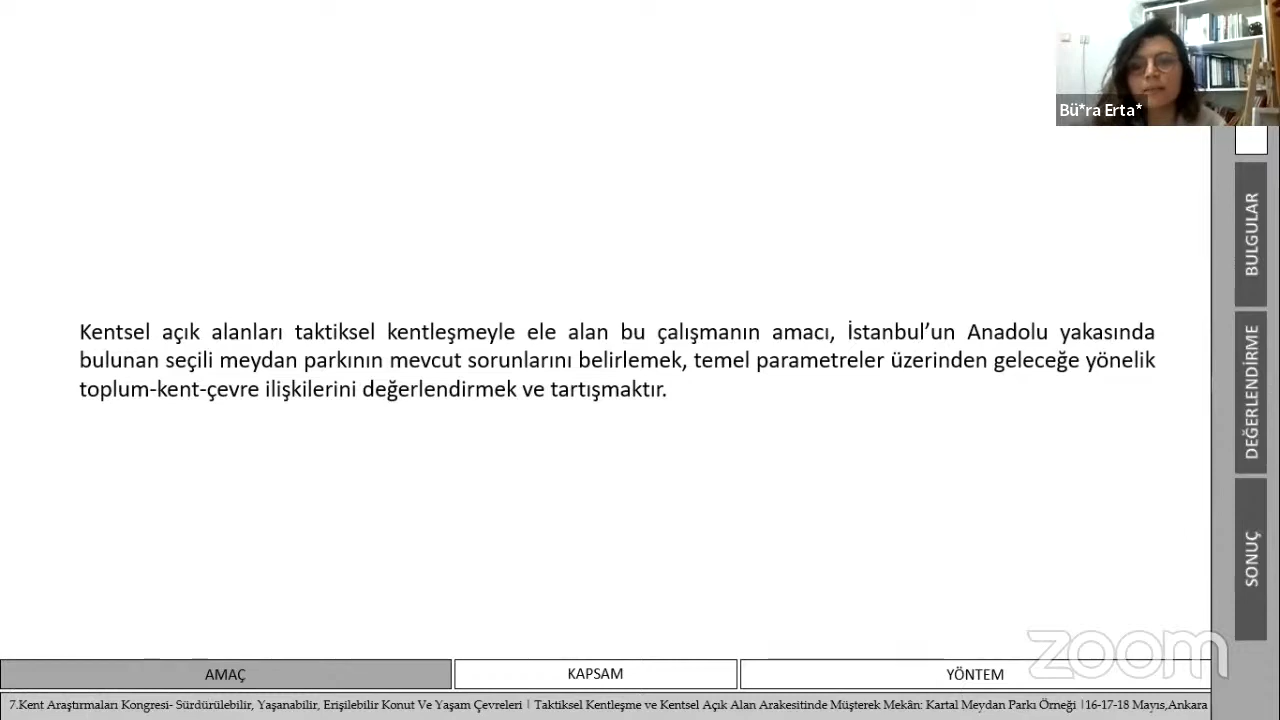 Bü*ra Erta*
BULGULAR
Kentsel açık alanları taktiksel kentleşmeyle ele alan bu çalışmanın amacı, İstanbul’un Anadolu yakasında
bulunan seçili meydan parkının mevcut sorunlarını belirlemek, temel parametreler üzerinden geleceğe yönelik
toplum-kent-çevre ilişkilerini değerlendirmek ve tartışmaktır.
DEĞERLENDİRME
SONUÇ
zoom
AMAÇ
KAPSAM
YÖNTEM
7.Kent Araştırmaları Kongresi- Sürdürülebilir, Yaşanabilir, Erişilebilir Konut Ve Yaşam Çevreleri | Taktiksel Kentleşme ve Kentsel Açık Alan Arakesitinde Müşterek Mekân: Kartal Meydan Parkı Örneği |16-17-18 Mayıs,Ankara